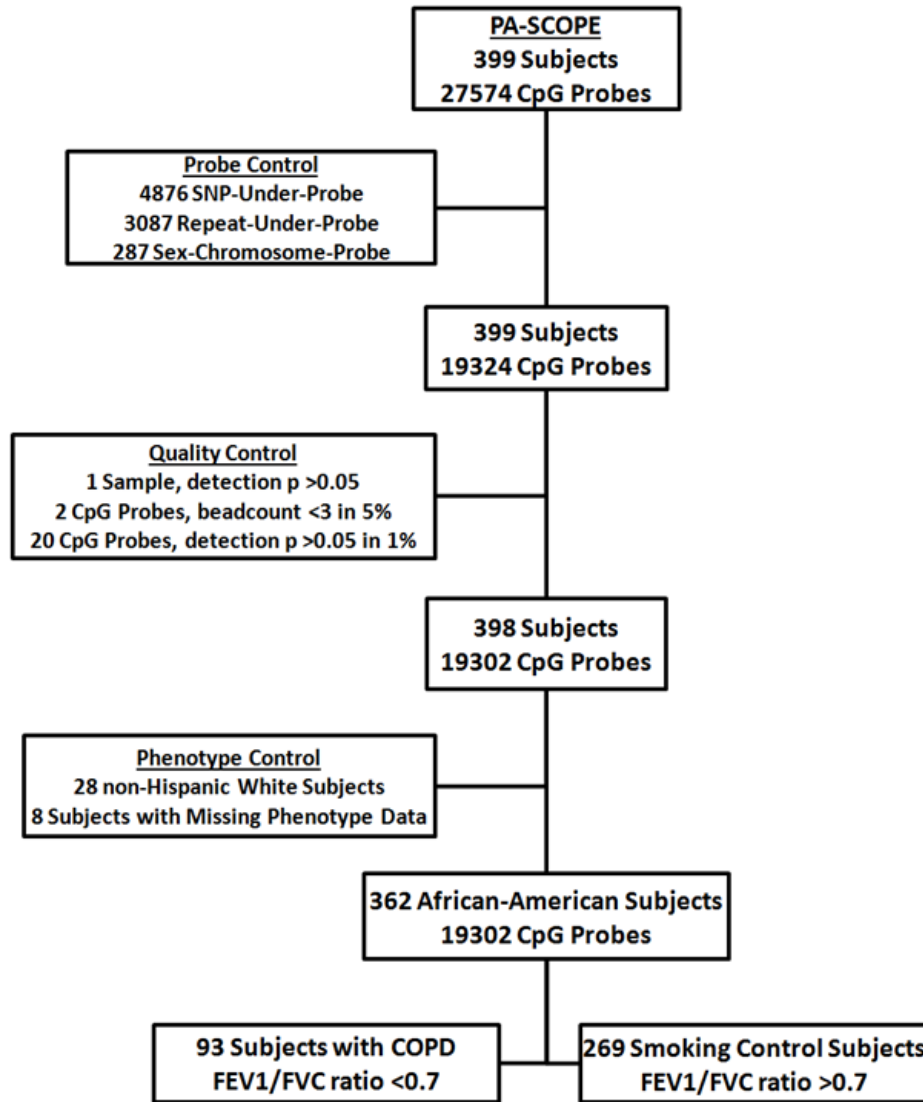 PA-SCOPE
399 Subjects
27574 CpG Probes
Probe Control
4876 SNP-Under-Probe
3087 Repeat-Under-Probe
287 Sex-Chromosome-Probe
399 Subjects
19324 CpG Probes
Quality Control
1 Sample, detection p >0.05
2 CpG Probes, beadcount <3 in 5%
20 CpG Probes, detection p >0.05 in 1%
398 Subjects
19302 CpG Probes
Phenotype Control
28 non-Hispanic White Subjects
8 Subjects with Missing Phenotype Data
362 African-American Subjects
19302 CpG Probes
93 Subjects with COPD
FEV1/FVC ratio <0.7
269 Smoking Control Subjects
FEV1/FVC ratio >0.7